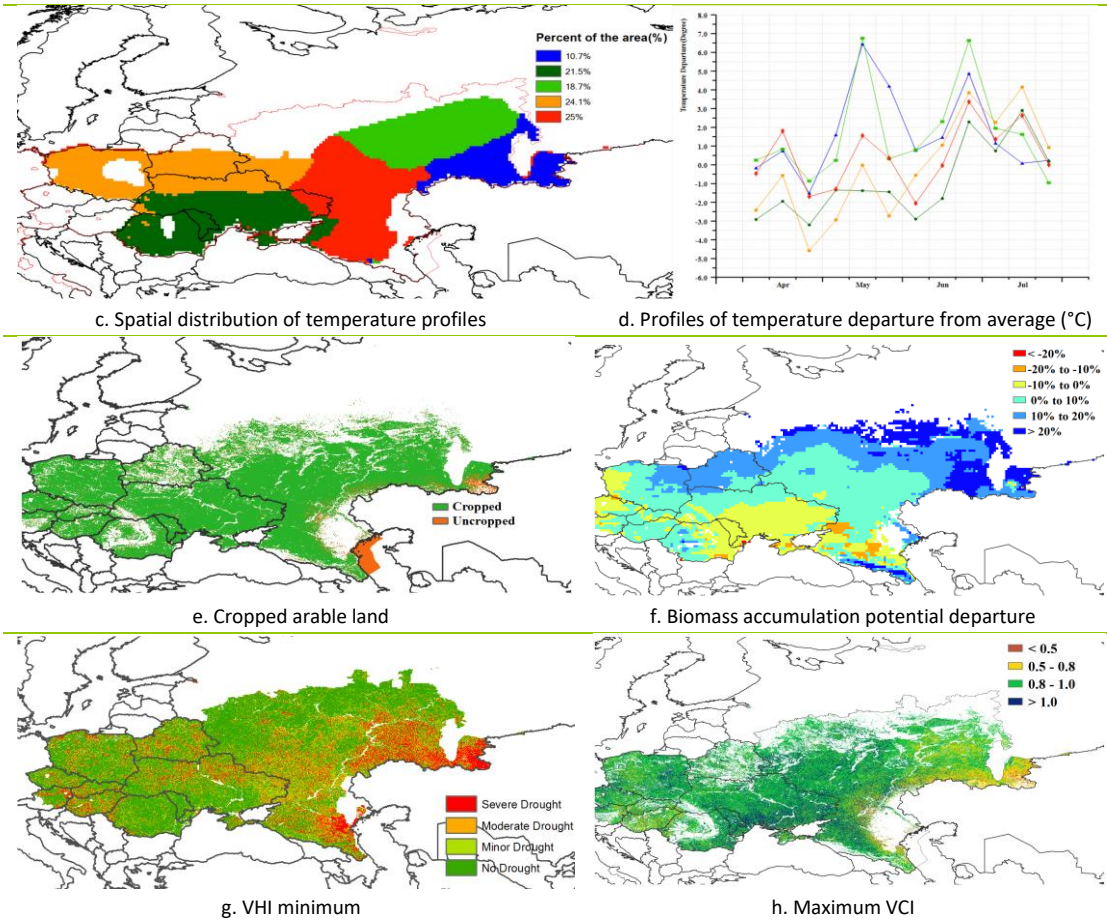 Percent of the area(%)
10.7%
21.5%
18.7%
24.1%
25%
Temperature Departure(Degree)
8.0
7.0
6.0
5.0
4.0
3.0
2.0
1.0
0.0
-1.0
-2.0
-3.0
-4.0
-5.0
-6.0
Apr May Jun Jul
c. Spatial distribution of temperature profiles
d. Profiles of temperature departure from average (°C)
Cropped
Uncropped
< -20%
-20% to -10%
-10% to 0%
0% to 10%
10% to 20%
> 20%
e. Cropped arable land
f. Biomass accumulation potential departure
Severe Drought
Moderate Drought
Minor Drought
No Drought
< 0.5
0.5 - 0.8
0.8 - 1.0
> 1.0
g. VHI minimum
h. Maximum VCI